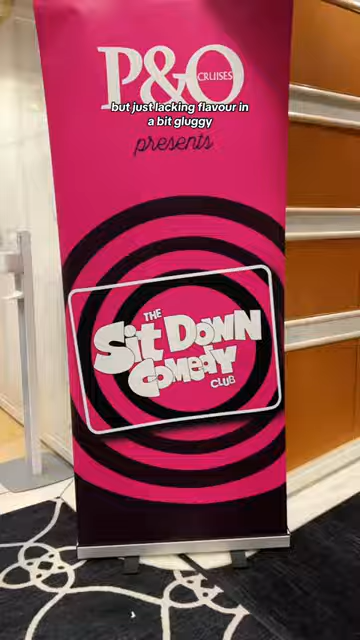 P&O
CRUISES
but just lacking flavour in
a bit gluggy
presents
THE
Sit DOWN
Comedy
CLUB